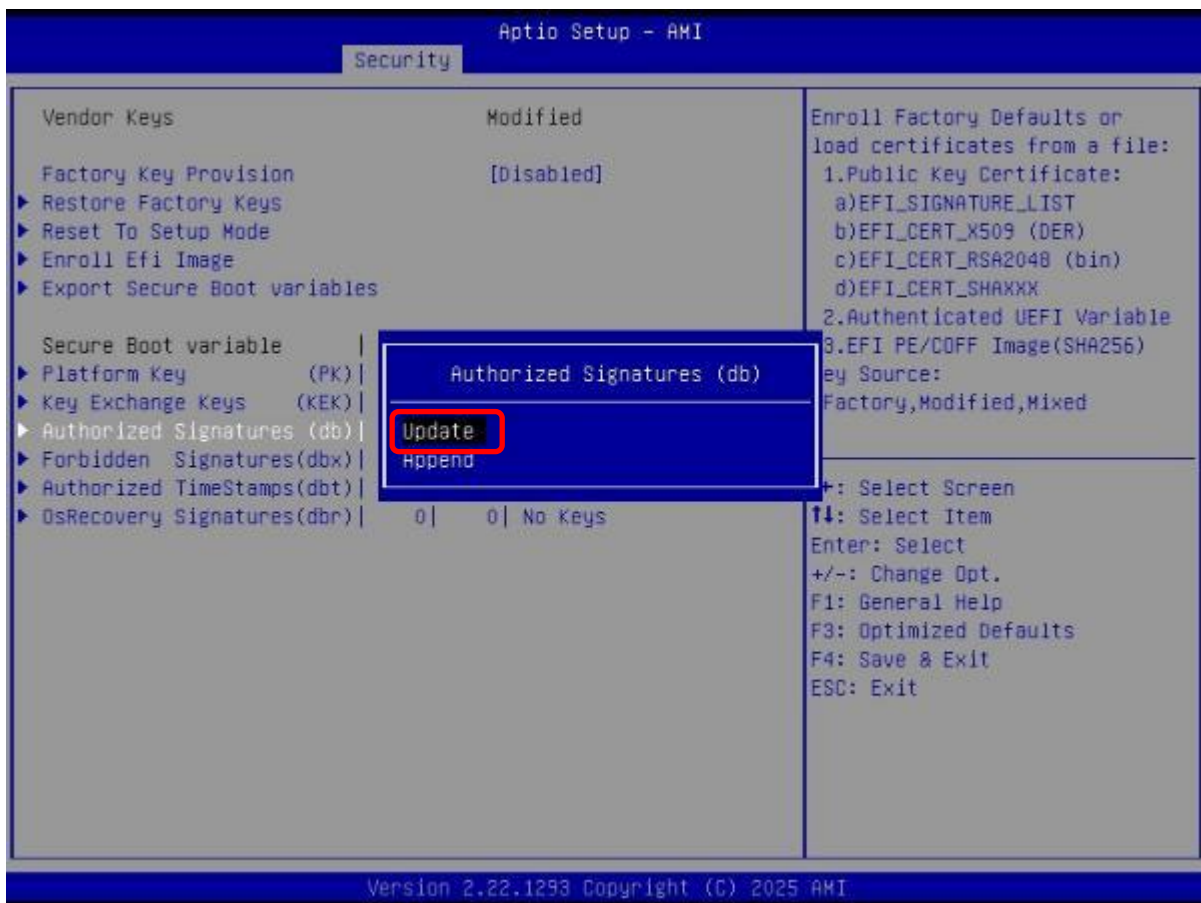 Aptio Setup - AMI
Security
Vendor Keys Modified
Factory Key Provision [Disabled]
Restore Factory Keys
Reset To Setup Mode
Enroll Efi Image
Export Secure Boot variables
Secure Boot variable |
Platform Key (PK)|
Key Exchange Keys (KEK)|
Authorized Signatures (db)|
Forbidden Signatures(dbx)|
Authorized TimeStamps(dbt)|
OsRecovery Signatures(dbr)| 0| 0| No Keys
Authorized Signatures (db)
Update
Append
Enroll Factory Defaults or
load certificates from a file:
1.Public Key Certificate:
a)EFI_SIGNATURE_LIST
b)EFI_CERT_X509 (DER)
c)EFI_CERT_RSA2048 (bin)
d)EFI_CERT_SHAXXX
2.Authenticated UEFI Variable
3.EFI PE/COFF Image(SHA256)
ey Source:
Factory,Modified,Mixed
: Select Screen
↑↓: Select Item
Enter: Select
+/-: Change Opt.
F1: General Help
F3: Optimized Defaults
F4: Save & Exit
ESC: Exit
Version 2.22.1293 Copyright (C) 2025 AMI